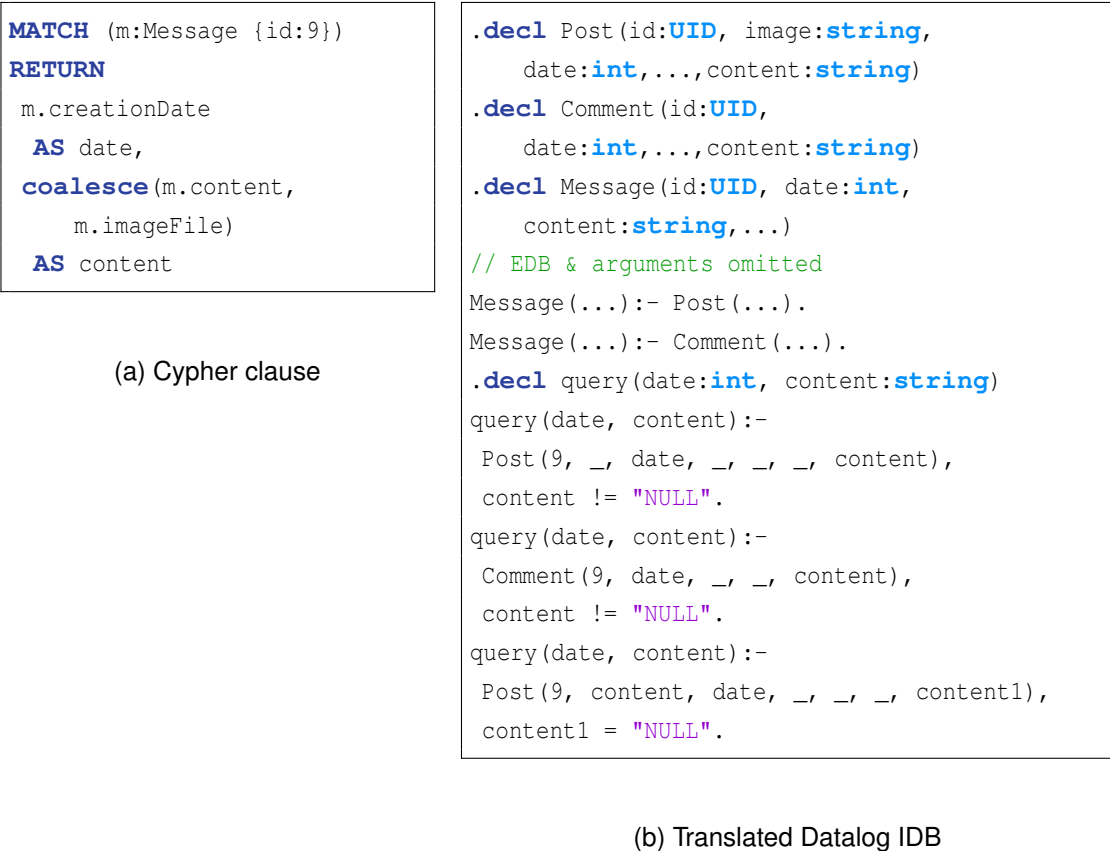 MATCH (m:Message {id:9})
RETURN
m.creationDate
AS date,
coalesce(m.content,
m.imageFile)
AS content
(a) Cypher clause
.decl Post(id:UID, image:string,
date:int,...,content:string)
.decl Comment(id:UID,
date:int,...,content:string)
.decl Message(id:UID, date:int,
content:string,...)
// EDB & arguments omitted
Message(...):- Post(...).
Message(...):- Comment(...).
.decl query(date:int, content:string)
query(date, content):-
Post(9, _, date, _, _, _, content),
content != "NULL".
query(date, content):-
Comment(9, date, _, _, content),
content != "NULL".
query(date, content):-
Post(9, content, date, _, _, _, content1),
content1 = "NULL".
(b) Translated Datalog IDB